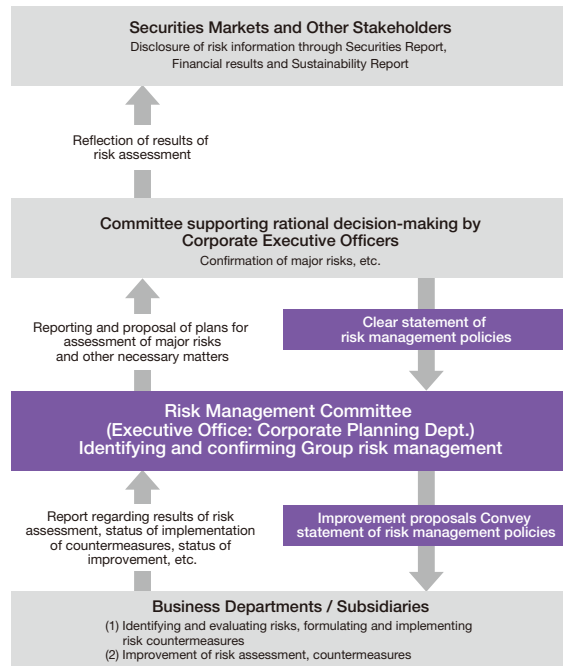 Securities Markets and Other Stakeholders
Disclosure of risk information through Securities Report,
Financial results and Sustainability Report
Reflection of results of
risk assessment
Committee supporting rational decision-making by
Corporate Executive Officers
Confirmation of major risks, etc.
Reporting and proposal of plans for
assessment of major risks
and other necessary matters
Clear statement of
risk management policies
Risk Management Committee
(Executive Office: Corporate Planning Dept.)
Identifying and confirming Group risk management
Report regarding results of risk
assessment, status of implementation
of countermeasures, status of
improvement, etc.
Improvement proposals Convey
statement of risk management policies
Business Departments / Subsidiaries
(1) Identifying and evaluating risks, formulating and implementing
risk countermeasures
(2) Improvement of risk assessment, countermeasures